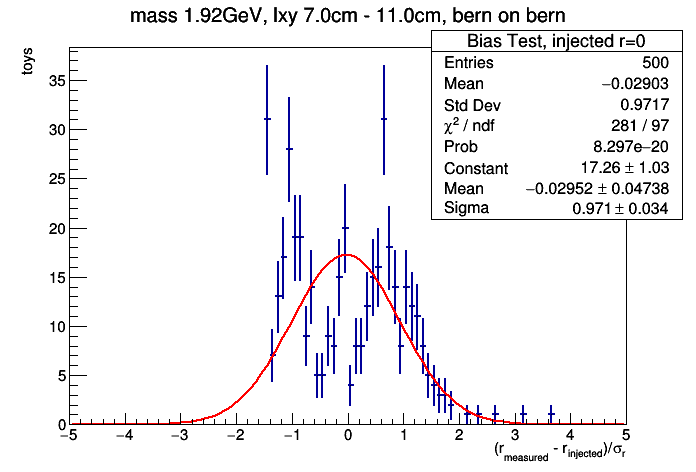 mass 1.92GeV, lxy 7.0cm - 11.0cm, bern on bern
Bias Test, injected r=0
Entries 500
Mean −0.02903
Std Dev 0.9717
χ² / ndf 281 / 97
Prob 8.297e−20
Constant 17.26 ± 1.03
Mean −0.02952 ± 0.04738
Sigma 0.971 ± 0.034
toys
35
30
25
20
15
10
5
0
−5 −4 −3 −2 −1 0 1 2 3 4 5
(r_measured - r_injected)/σ_r